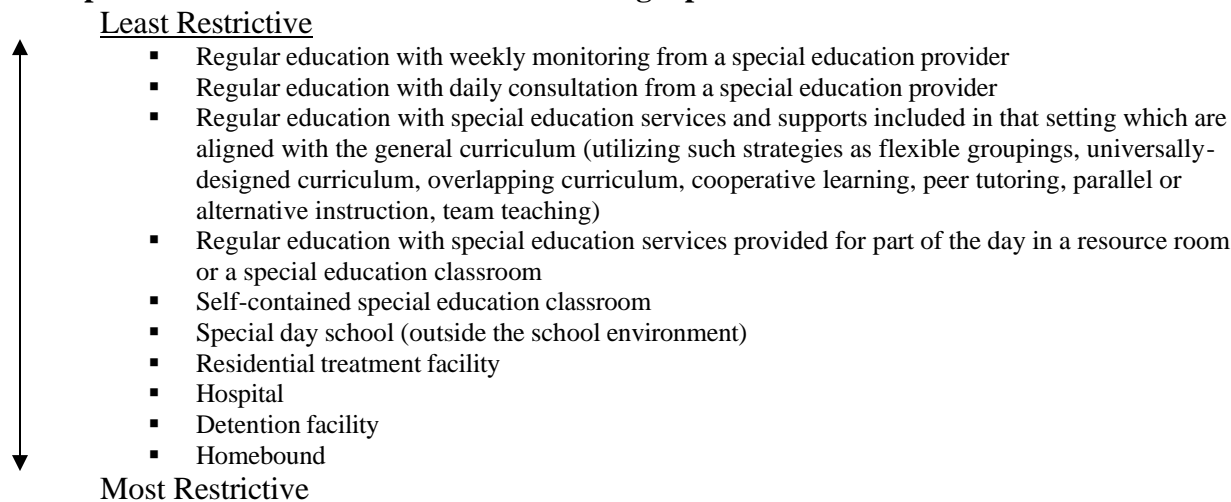 Least Restrictive
▪ Regular education with weekly monitoring from a special education provider
▪ Regular education with daily consultation from a special education provider
▪ Regular education with special education services and supports included in that setting which are
aligned with the general curriculum (utilizing such strategies as flexible groupings, universally-
designed curriculum, overlapping curriculum, cooperative learning, peer tutoring, parallel or
alternative instruction, team teaching)
▪ Regular education with special education services provided for part of the day in a resource room
or a special education classroom
▪ Self-contained special education classroom
▪ Special day school (outside the school environment)
▪ Residential treatment facility
▪ Hospital
▪ Detention facility
▪ Homebound
Most Restrictive